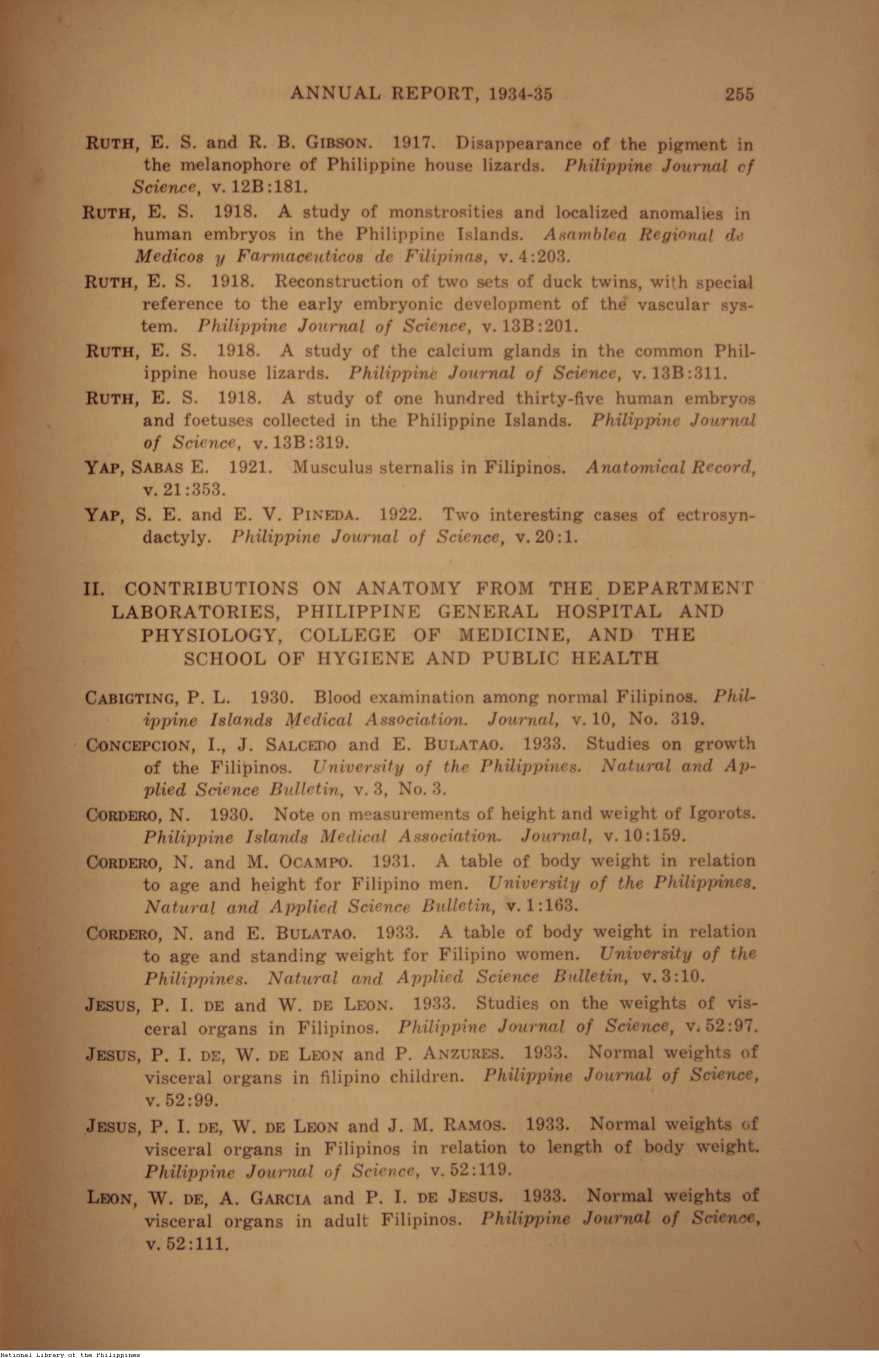 ANNUAL REPORT, 1934-35 255
RUTH, E. S. and R. B. GIBSON. 1917. Disappearance of the pigment in
the melanophore of Philippine house lizards. Philippine Journal of
Science, v. 12B:181.
RUTH, E. S. 1918. A study of monstrosities and localized anomalies in
human embryos in the Philippine Islands. Asamblea Regional de
Medicos y Farmaceuticos de Filipinas, v. 4:203.
RUTH, E. S. 1918. Reconstruction of two sets of duck twins, with special
reference to the early embryonic development of the vascular sys-
tem. Philippine Journal of Science, v. 13B:201.
RUTH, E. S. 1918. A study of the calcium glands in the common Phil-
ippine house lizards. Philippine Journal of Science, v. 13B:311.
RUTH, E. S. 1918. A study of one hundred thirty-five human embryos
and foetuses collected in the Philippine Islands. Philippine Journal
of Science, v. 13B:319.
YAP, SABAS E. 1921. Musculus sternalis in Filipinos. Anatomical Record,
v. 21:353.
YAP, S. E. and E. V. PINEDA. 1922. Two interesting cases of ectrosyn-
dactyly. Philippine Journal of Science, v. 20:1.
II. CONTRIBUTIONS ON ANATOMY FROM THE DEPARTMENT
LABORATORIES, PHILIPPINE GENERAL HOSPITAL AND
PHYSIOLOGY, COLLEGE OF MEDICINE, AND THE
SCHOOL OF HYGIENE AND PUBLIC HEALTH
CABIGTING, P. L. 1930. Blood examination among normal Filipinos. Phil-
ippine Islands Medical Association. Journal, v. 10, No. 319.
CONCEPCION, I., J. SALCEDO and E. BULATAO. 1933. Studies on growth
of the Filipinos. University of the Philippines. Natural and Ap-
plied Science Bulletin, v. 3, No. 3.
CORDERO, N. 1930. Note on measurements of height and weight of Igorots.
Philippine Islands Medical Association. Journal, v. 10:159.
CORDERO, N. and M. OCAMPO. 1931. A table of body weight in relation
to age and height for Filipino men. University of the Philippines.
Natural and Applied Science Bulletin, v. 1:163.
CORDERO, N. and E. BULATAO. 1933. A table of body weight in relation
to age and standing weight for Filipino women. University of the
Philippines. Natural and Applied Science Bulletin, v. 3:10.
JESUS, P. I. DE and W. DE LEON. 1933. Studies on the weights of vis-
ceral organs in Filipinos. Philippine Journal of Science, v. 52:97.
JESUS, P. I. DE, W. DE LEON and P. ANZURES. 1933. Normal weights of
visceral organs in filipino children. Philippine Journal of Science,
v. 52:99.
JESUS, P. I. DE, W. DE LEON and J. M. RAMOS. 1933. Normal weights of
visceral organs in Filipinos in relation to length of body weight.
Philippine Journal of Science, v. 52:119.
LEON, W. DE, A. GARCIA and P. I. DE JESUS. 1933. Normal weights of
visceral organs in adult Filipinos. Philippine Journal of Science,
v. 52:111.
National Library of the Philippines